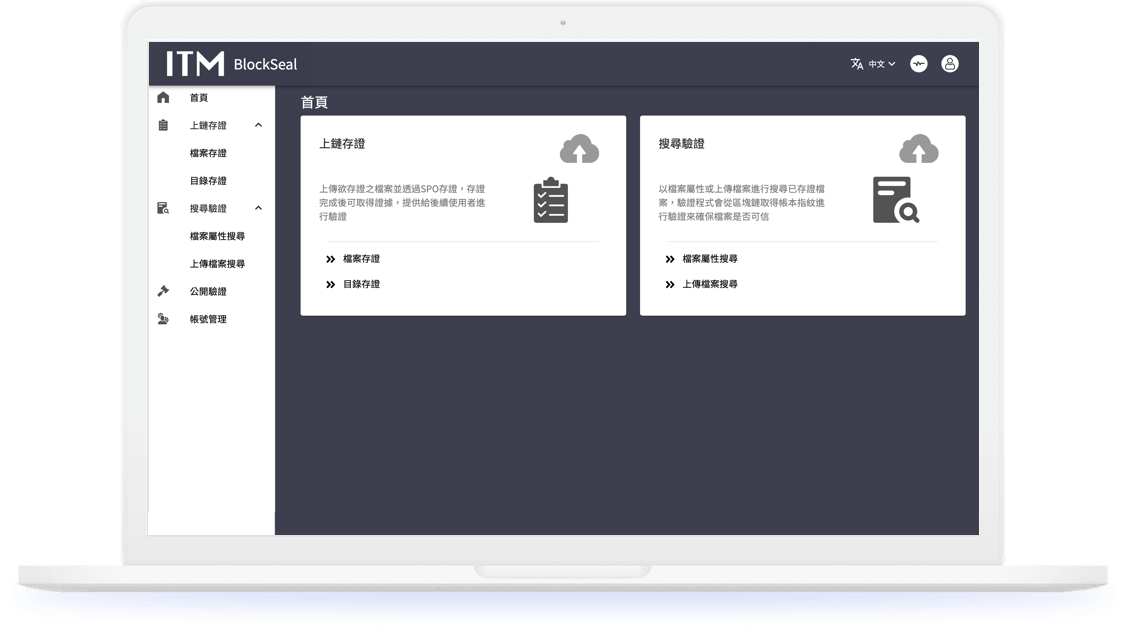 ITM BlockSeal
中文
首頁
上鏈存證
檔案存證
目錄存證
搜尋驗證
檔案屬性搜尋
上傳檔案搜尋
公開驗證
帳號管理
首頁
上鏈存證
上傳欲存證之檔案並透過SPO存證，存證
完成後可取得證據，提供給後續使用者進
行驗證
檔案存證
目錄存證
搜尋驗證
以檔案屬性或上傳檔案進行搜尋已存證檔
案，驗證程式會從區塊鏈取得帳本指紋進
行驗證來確保檔案是否可信
檔案屬性搜尋
上傳檔案搜尋